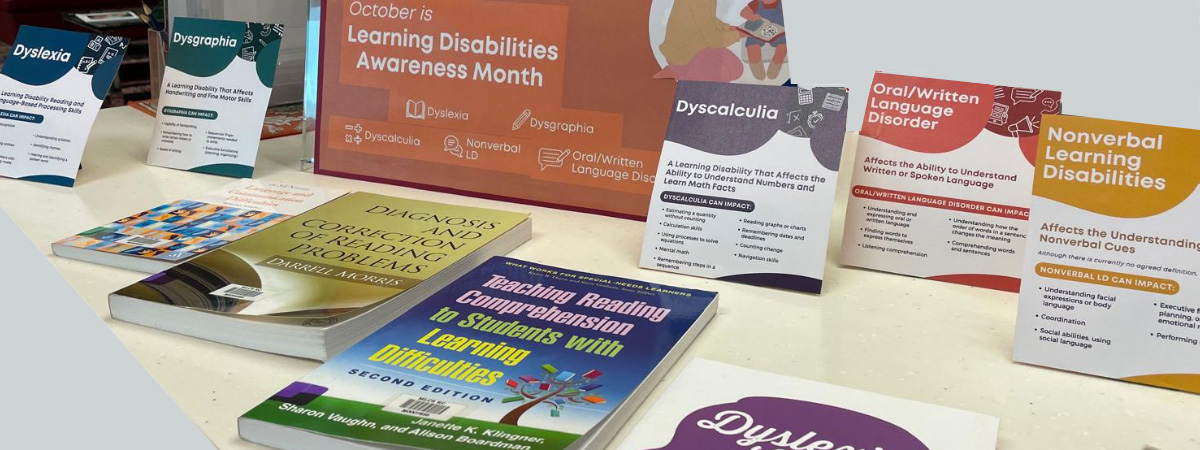 Dyslexia
A Learning Disability Reading and
Language-Based Processing Skills
CAN IMPACT:
Dysgraphia
A Learning Disability That Affects
Handwriting and Fine Motor Skills
DYSGRAPHIA CAN IMPACT:
October is
Learning Disabilities
Awareness Month
Dyslexia
Dysgraphia
Dyscalculia
Nonverbal
LD
Oral/Written
Language
Dyscalculia
A Learning Disability That Affects the
Ability to Understand Numbers and
Learn Math Facts
DYSCALCULIA CAN IMPACT:
• Estimating a quantity
without counting
• Calculation skills
• Using processes to solve
equations
• Mental math
• Remembering steps in a
sequence
• Reading graphs or charts
• Remembering dates and
deadlines
• Counting change
• Navigation skills
Oral/Written
Language
Disorder
Affects the Ability to Understand
Written or Spoken Language
ORAL/WRITTEN LANGUAGE DISORDER CAN IMPAC
• Understanding and
expressing oral or
written language
• Finding words to
express themselves
• Listening comprehension
• Understanding how the
order of words in a sentenc
changes the meaning
• Comprehending words
and sentences
Nonverbal
Learning
Disabilities
Affects the Understanding
Nonverbal Cues
Although there is currently no agreed definition,
NONVERBAL LD CAN IMPACT:
• Understanding facial
expressions or body
language
• Coordination
• Social abilities, using
social language
• Executive f
planning, o
emotional r
• Performing
DIAGNOSIS
AND
CORRECTION
OF READING
PROBLEMS
DARRELL MORRIS
WHAT WORKS FOR SPECIAL-NEEDS LEARNERS
Teaching Reading
Comprehension
to Students with
Learning
Difficulties
SECOND EDITION
Sharon Vaughn, and Alison Boardman
Janette K. Klingner,